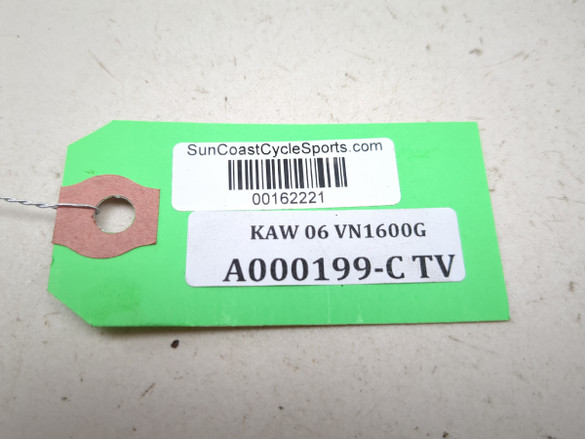 SunCoastCycleSports.com
00162221
KAW 06 VN1600G
A000199-C TV